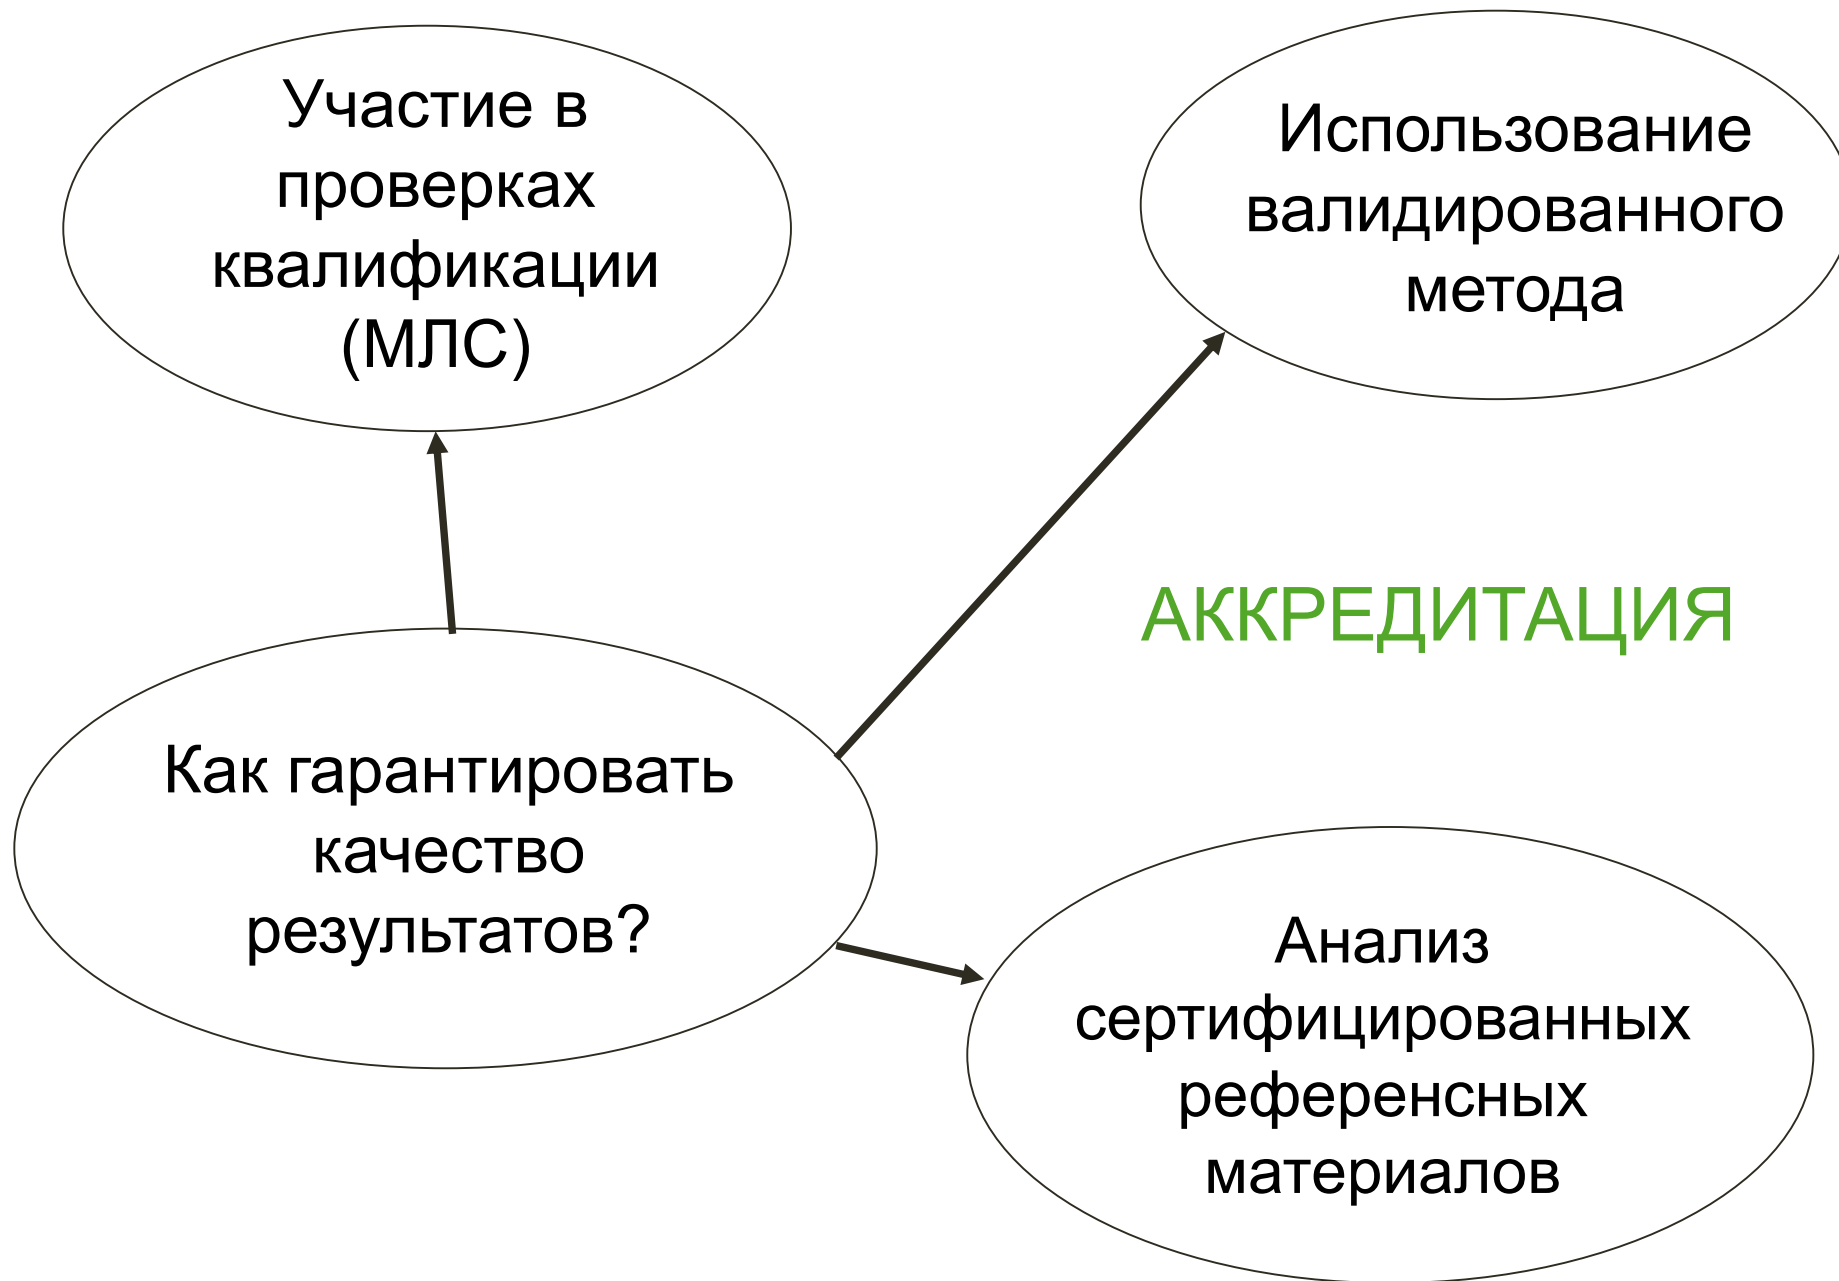 Участие в
проверках
квалификации
(МЛС)
Использование
валидированного
метода
АККРЕДИТАЦИЯ
Как гарантировать
качество
результатов?
Анализ
сертифицированных
референсных
материалов